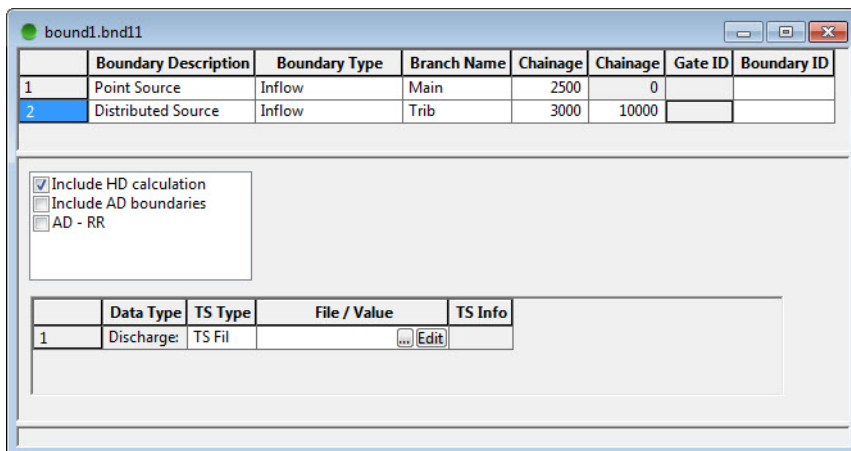 bound1.bnd11
Boundary Description Boundary Type Branch Name Chainage Chainage Gate ID Boundary ID
1 Point Source Inflow Main 2500 0
2 Distributed Source Inflow Trib 3000 10000
Include HD calculation
Include AD boundaries
AD - RR
Data Type TS Type File / Value TS Info
1 Discharge: TS Fil ... Edit